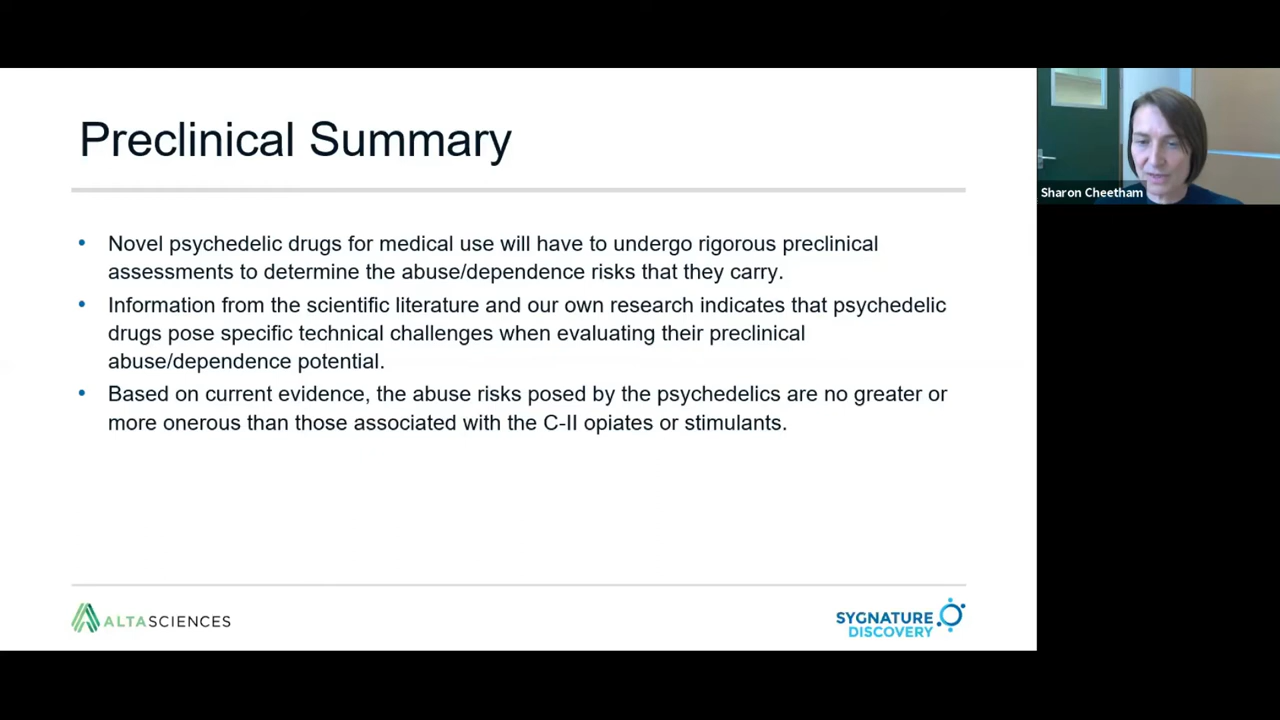 Preclinical Summary
• Novel psychedelic drugs for medical use will have to undergo rigorous preclinical
assessments to determine the abuse/dependence risks that they carry.
• Information from the scientific literature and our own research indicates that psychedelic
drugs pose specific technical challenges when evaluating their preclinical
abuse/dependence potential.
• Based on current evidence, the abuse risks posed by the psychedelics are no greater or
more onerous than those associated with the C-II opiates or stimulants.
ALTASCIENCES
SYGNATURE
DISCOVERY
Sharon Cheetham